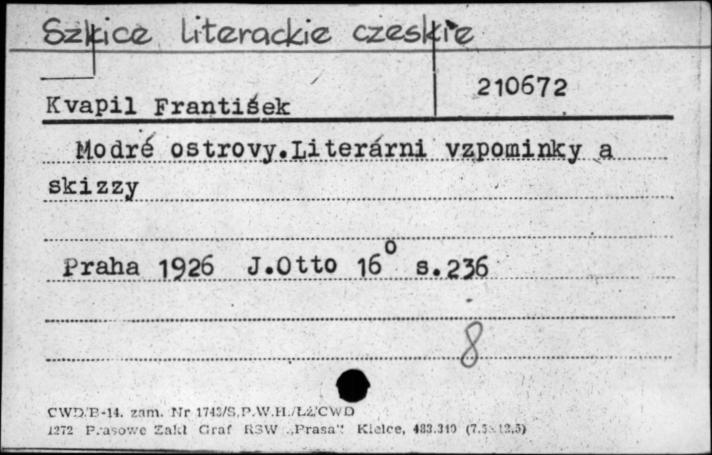 Szkice literackie czeskie
210672
Kvapil František
Modré ostrovy.Literárni vzpominky a
skizzy
Praha 1926 J.Otto 16° s.236
8
CWD/B-14. zam. Nr 1743/S.P.W.H./Łż/CWD
1272 Prasowe Zakł Graf RSW „Prasa" Kielce, 483.310 (7.5×12.5)